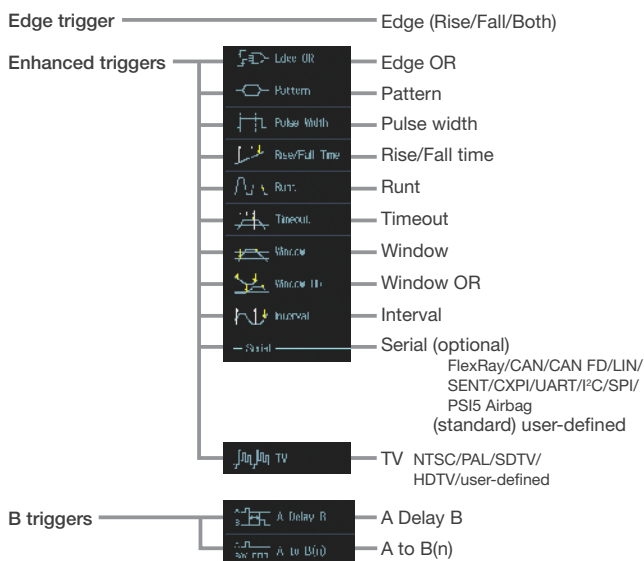 Edge trigger Edge (Rise/Fall/Both)
Enhanced triggers Edge OR Edge OR
Pattern Pattern
Pulse Width Pulse width
Rise/Fall Time Rise/Fall time
Runt Runt
Timeout Timeout
Window Window
Window OR Window OR
Interval Interval
Serial Serial (optional)
FlexRay/CAN/CAN FD/LIN/
SENT/CXPI/UART/I²C/SPI/
PSI5 Airbag
(standard) user-defined
TV TV NTSC/PAL/SDTV/
HDTV/user-defined
B triggers A Delay B A Delay B
A to B(n) A to B(n)